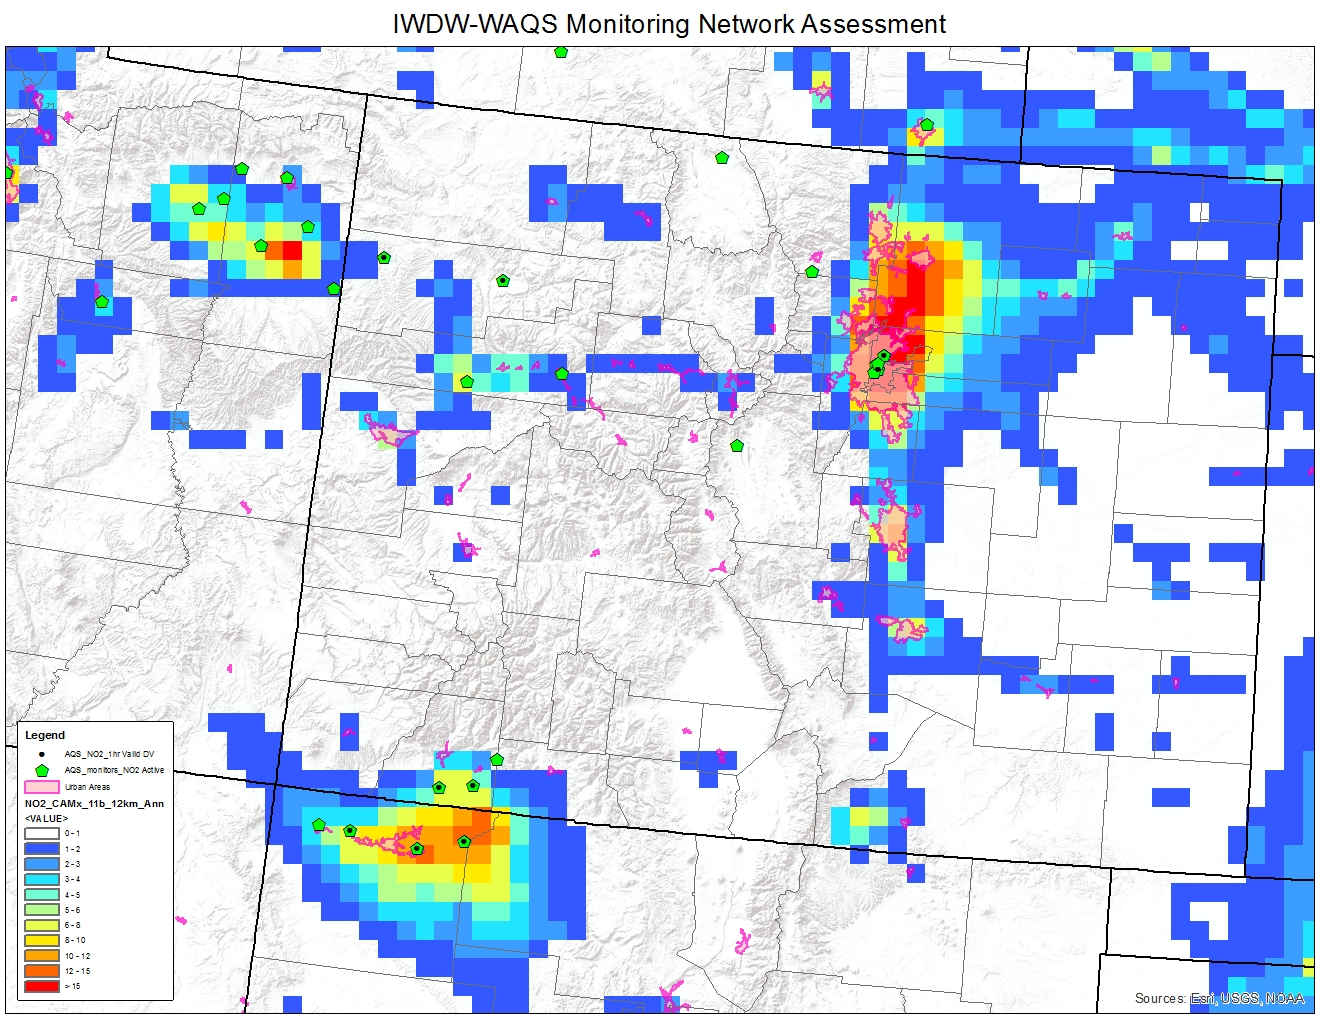 IWDW-WAQS Monitoring Network Assessment
Legend
AQS_NO2_1hr Valid DV
AQS_monitors_NO2 Active
Urban Areas
NO2_CAMx_11b_12km_Ann
<VALUE>
0 - 1
1 - 2
2 - 3
3 - 4
4 - 5
5 - 6
6 - 8
8 - 10
10 - 12
12 - 15
> 15
Sources: Esri, USGS, NOAA